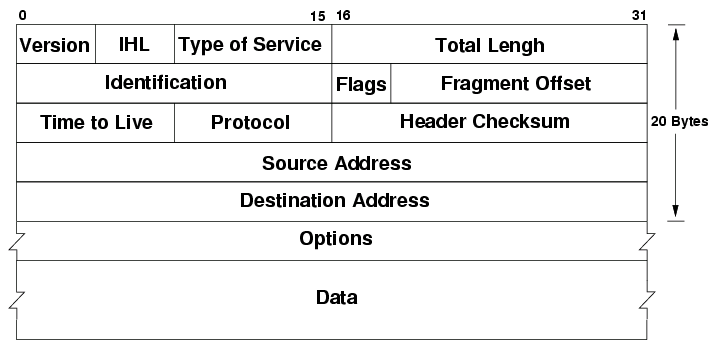 0 15 16 31
Version IHL Type of Service Total Lengh
Identification Flags Fragment Offset
Time to Live Protocol Header Checksum
20 Bytes
Source Address
Destination Address
Options
Data